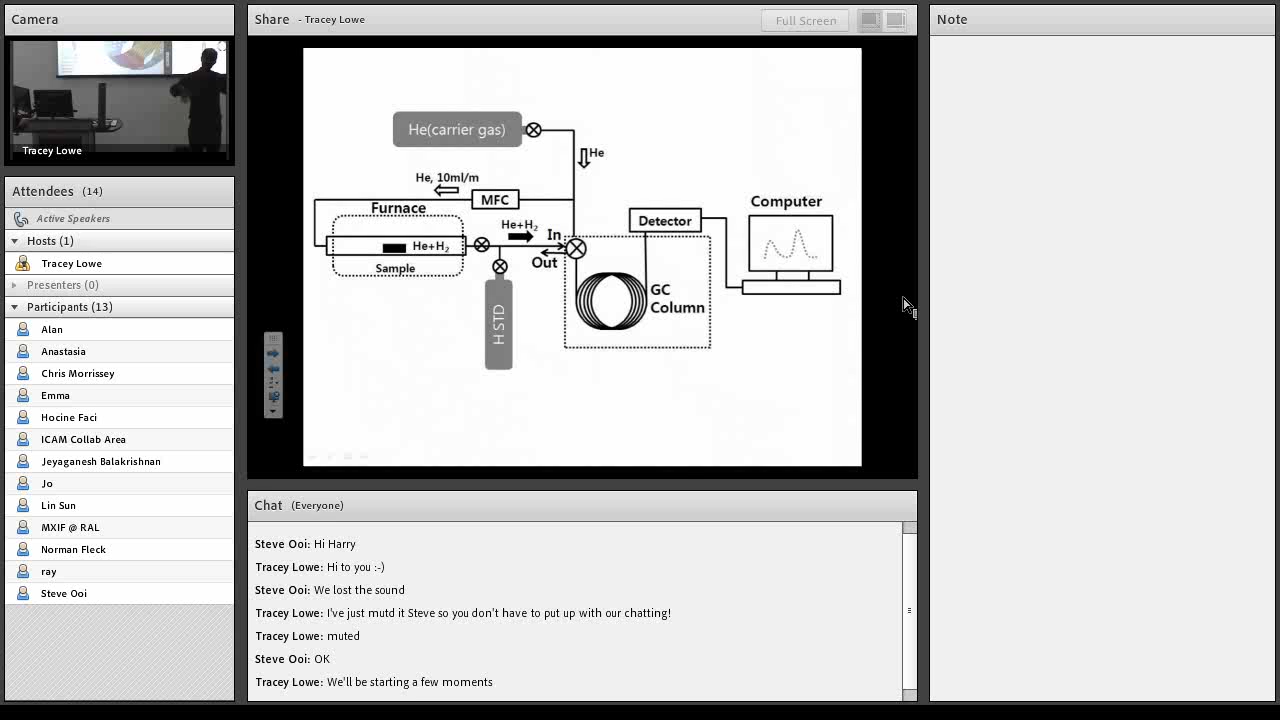 Camera
Tracey Lowe
Attendees (14)
Active Speakers
Hosts (1)
Tracey Lowe
Presenters (0)
Participants (13)
Alan
Anastasia
Chris Morrissey
Emma
Hocine Faci
ICAM Collab Area
Jeyaganesh Balakrishnan
Jo
Lin Sun
MXIF @ RAL
Norman Fleck
ray
Steve Ooi
Share - Tracey Lowe
Full Screen
He(carrier gas)
He
He, 10ml/m
MFC
Furnace
He+H₂
Sample
He+H₂
In
Out
H STD
Detector
GC
Column
Computer
Chat (Everyone)
Steve Ooi: Hi Harry
Tracey Lowe: Hi to you :-)
Steve Ooi: We lost the sound
Tracey Lowe: I've just mutd it Steve so you don't have to put up with our chatting!
Tracey Lowe: muted
Steve Ooi: OK
Tracey Lowe: We'll be starting a few moments
Note